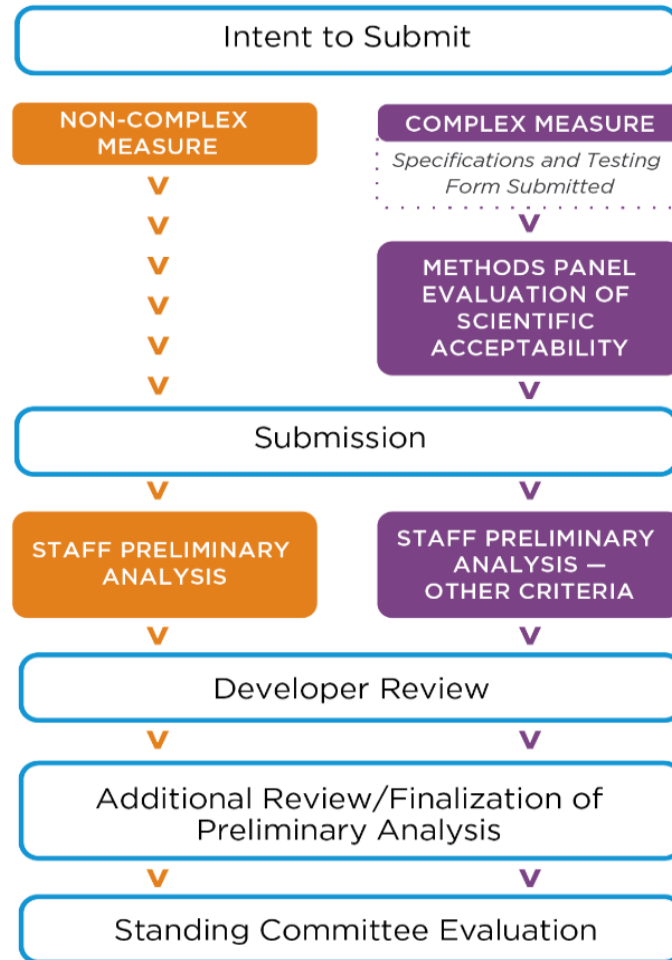 Intent to Submit
NON-COMPLEX
MEASURE
COMPLEX MEASURE
Specifications and Testing
Form Submitted
METHODS PANEL
EVALUATION OF
SCIENTIFIC
ACCEPTABILITY
Submission
STAFF PRELIMINARY
ANALYSIS
STAFF PRELIMINARY
ANALYSIS —
OTHER CRITERIA
Developer Review
Additional Review/Finalization of
Preliminary Analysis
Standing Committee Evaluation